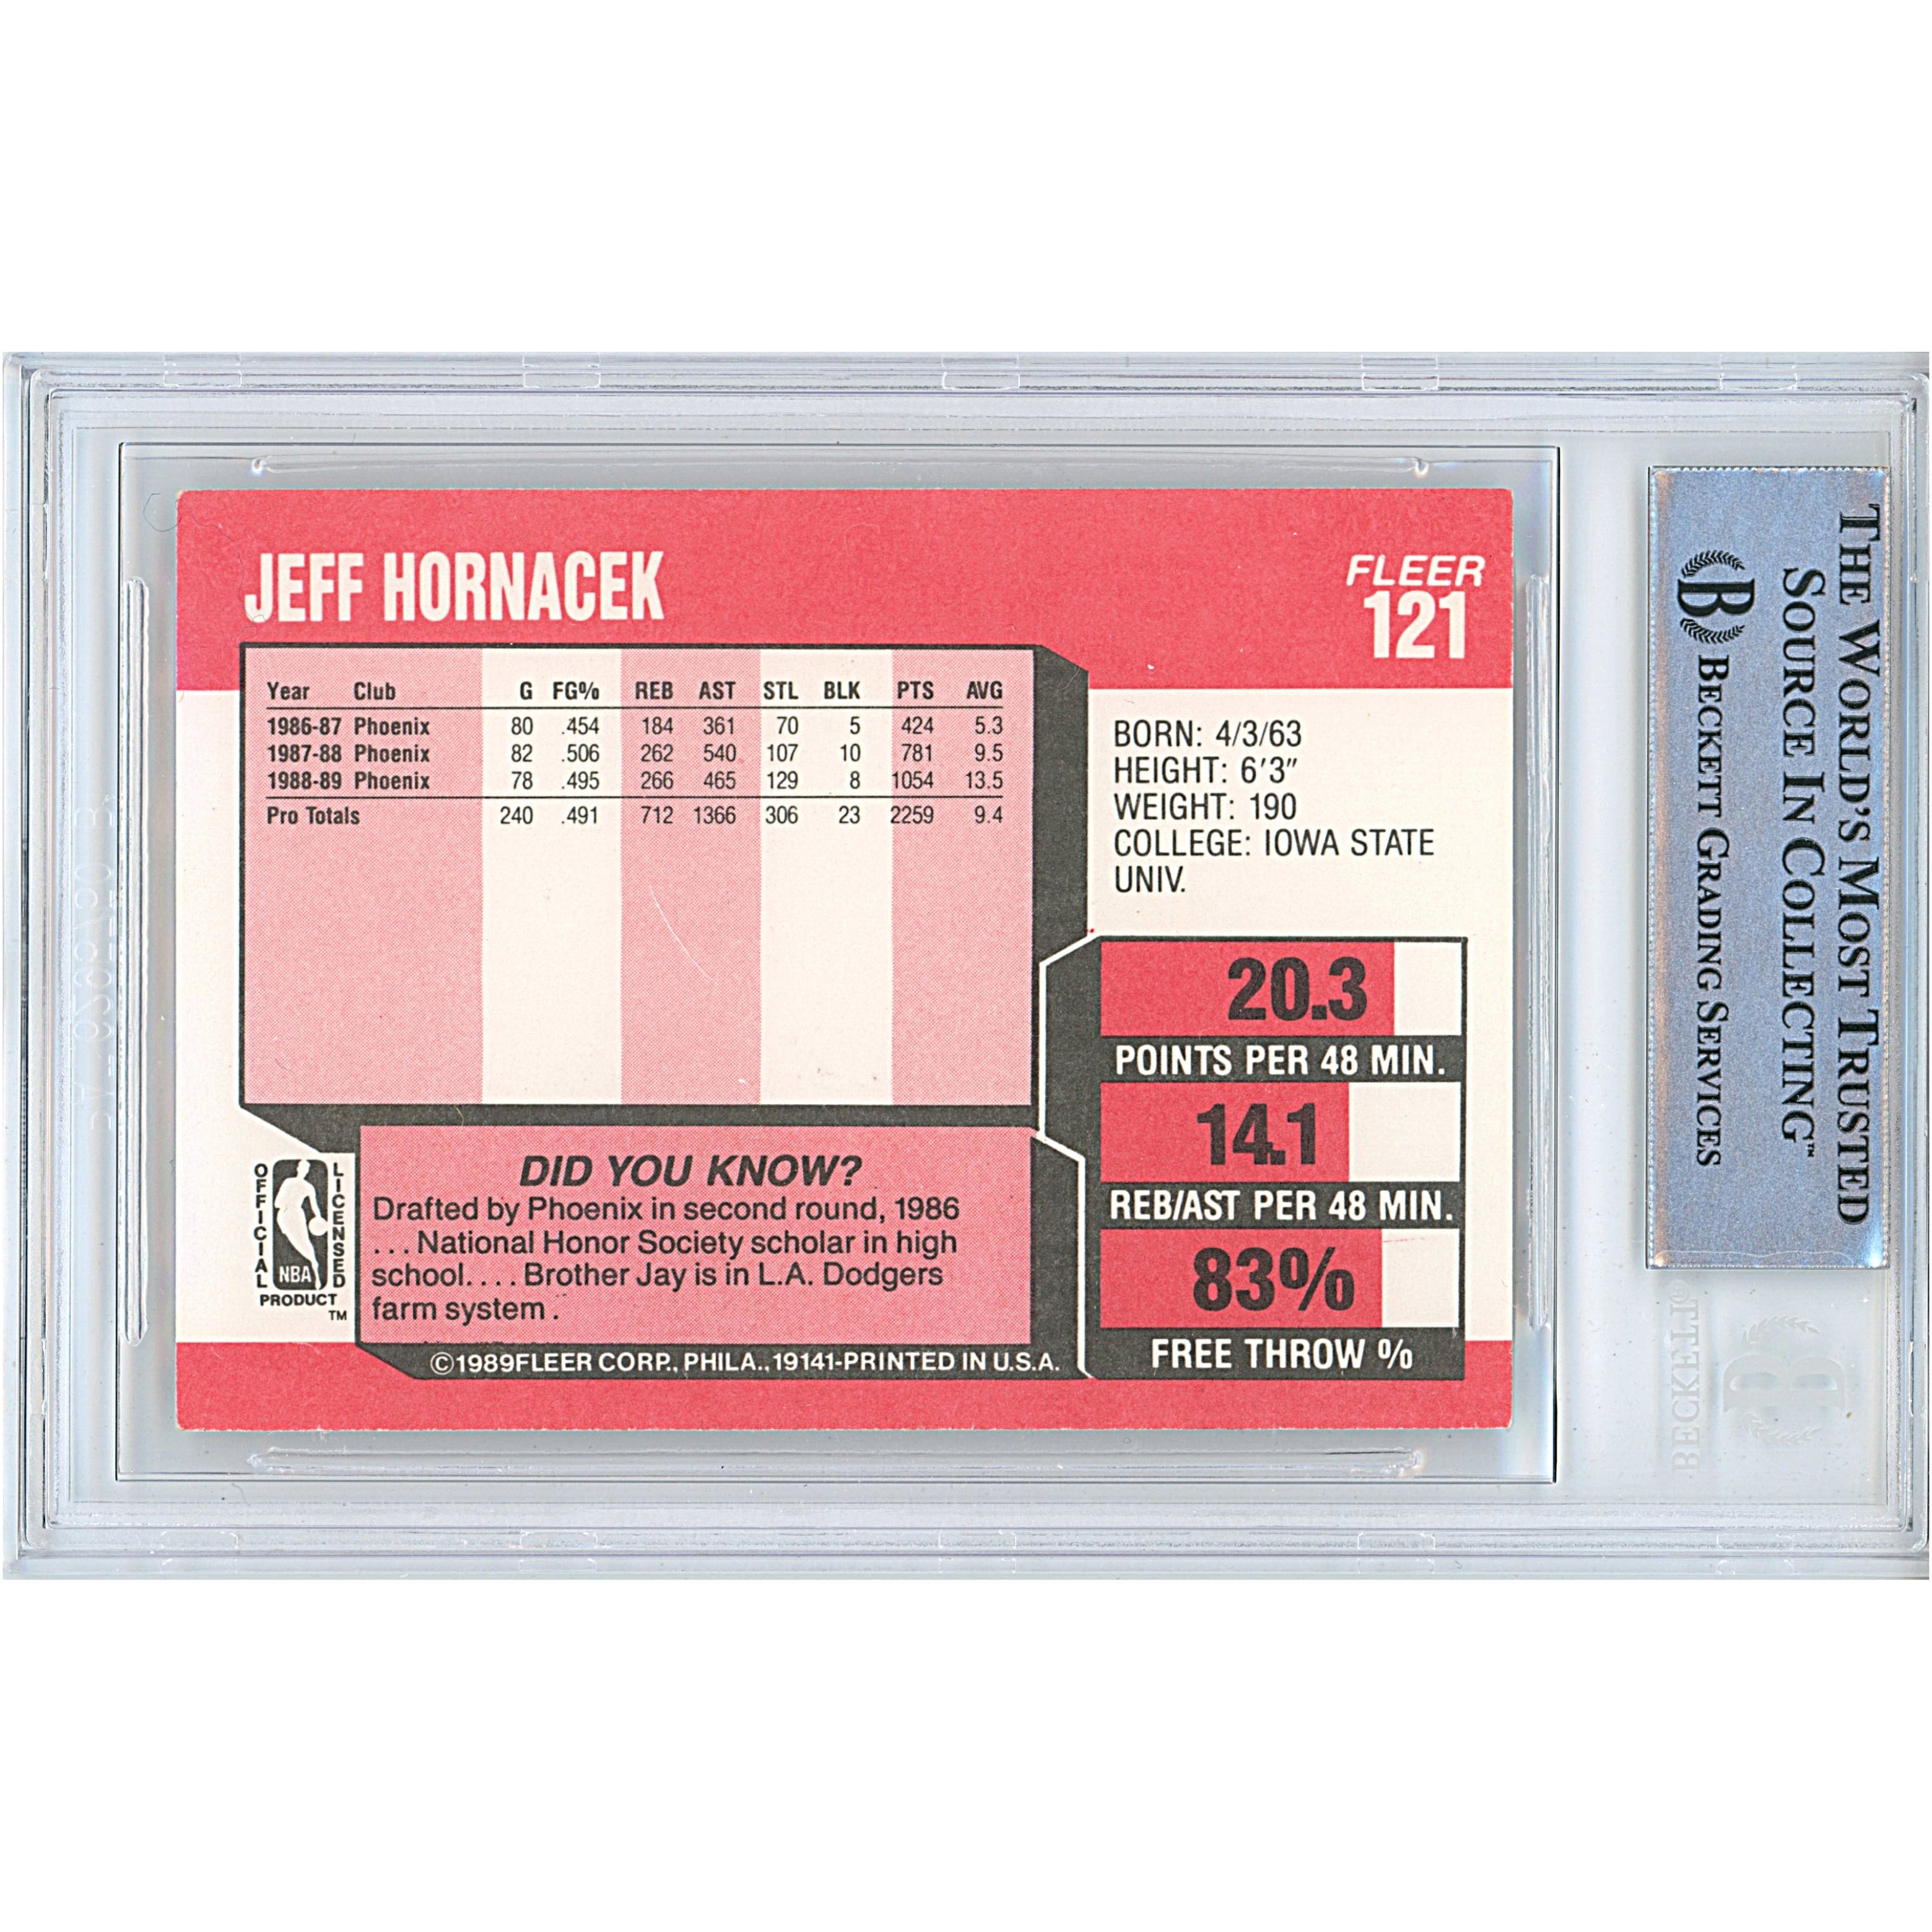 JEFF HORNACEK
FLEER
121
Year Club G FG% REB AST STL BLK PTS AVG
1986-87 Phoenix 80 .454 184 361 70 5 424 5.3
1987-88 Phoenix 82 .506 262 540 107 10 781 9.5
1988-89 Phoenix 78 .495 266 465 129 8 1054 13.5
Pro Totals 240 .491 712 1366 306 23 2259 9.4
BORN: 4/3/63
HEIGHT: 6'3"
WEIGHT: 190
COLLEGE: IOWA STATE
UNIV.
20.3
POINTS PER 48 MIN.
14.1
REB/AST PER 48 MIN.
83%
FREE THROW %
OFFICIAL
LICENSED
NBA
PRODUCT
TM
DID YOU KNOW?
Drafted by Phoenix in second round, 1986
... National Honor Society scholar in high
school.... Brother Jay is in L.A. Dodgers
farm system.
©1989FLEER CORP., PHILA., 19141-PRINTED IN U.S.A.
THE WORLD'S MOST TRUSTED
SOURCE IN COLLECTING™
B BECKETT GRADING SERVICES
BECKETT®
B